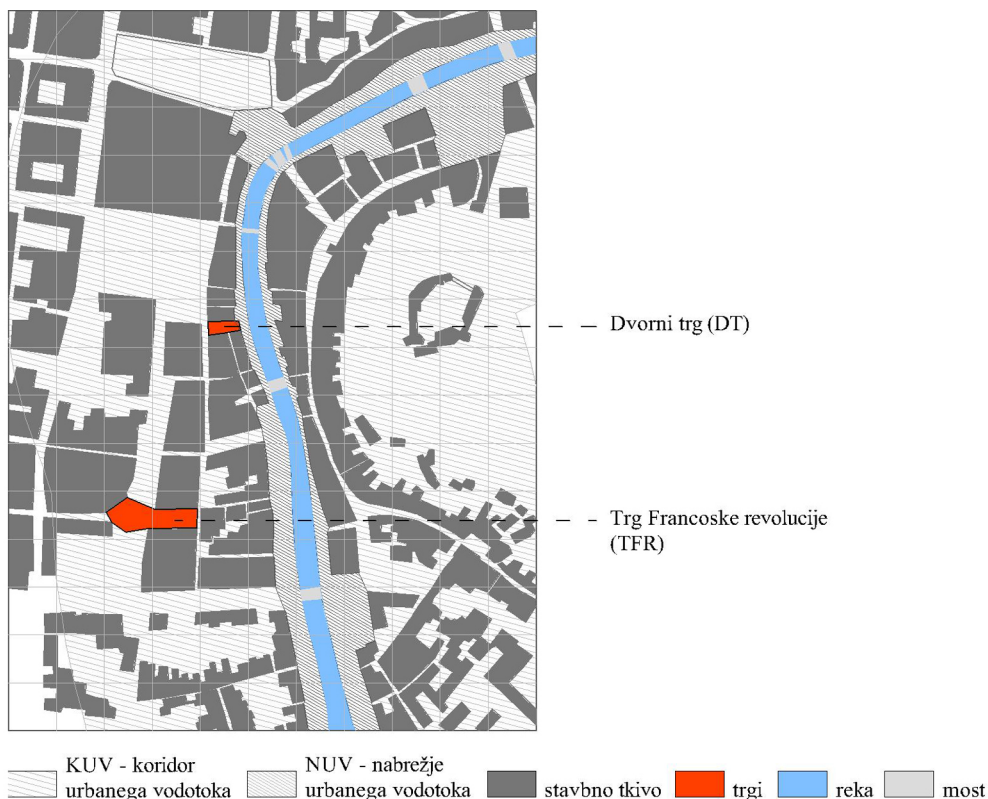 Dvorni trg (DT)
Trg Francoske revolucije
(TFR)
KUV - koridor
urbanega vodotoka
NUV - nabrežje
urbanega vodotoka
stavbno tkivo
trgi
reka
most